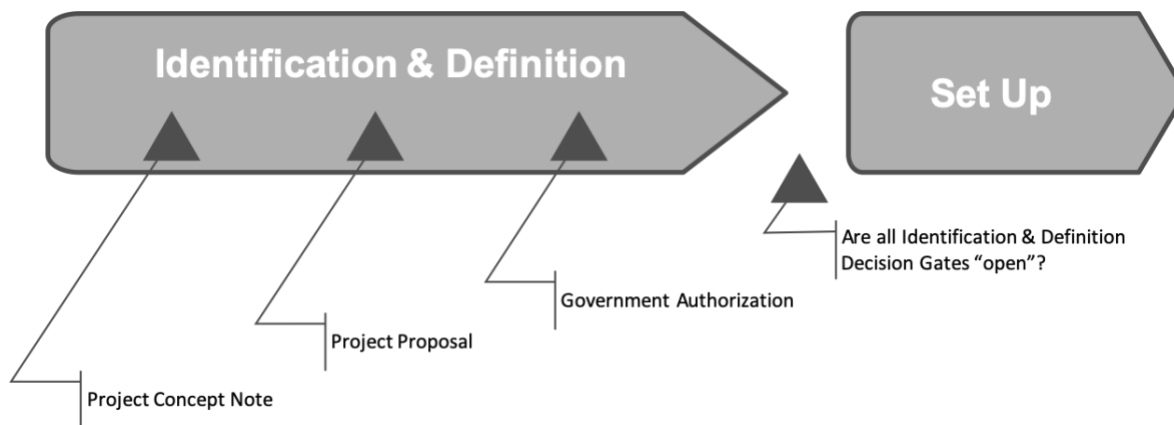 Identification & Definition
Set Up
Are all Identification & Definition
Decision Gates “open”?
Government Authorization
Project Proposal
Project Concept Note